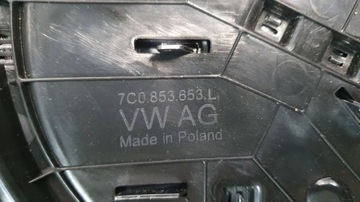 7C0.853.653.L
VW AG
Made in Poland